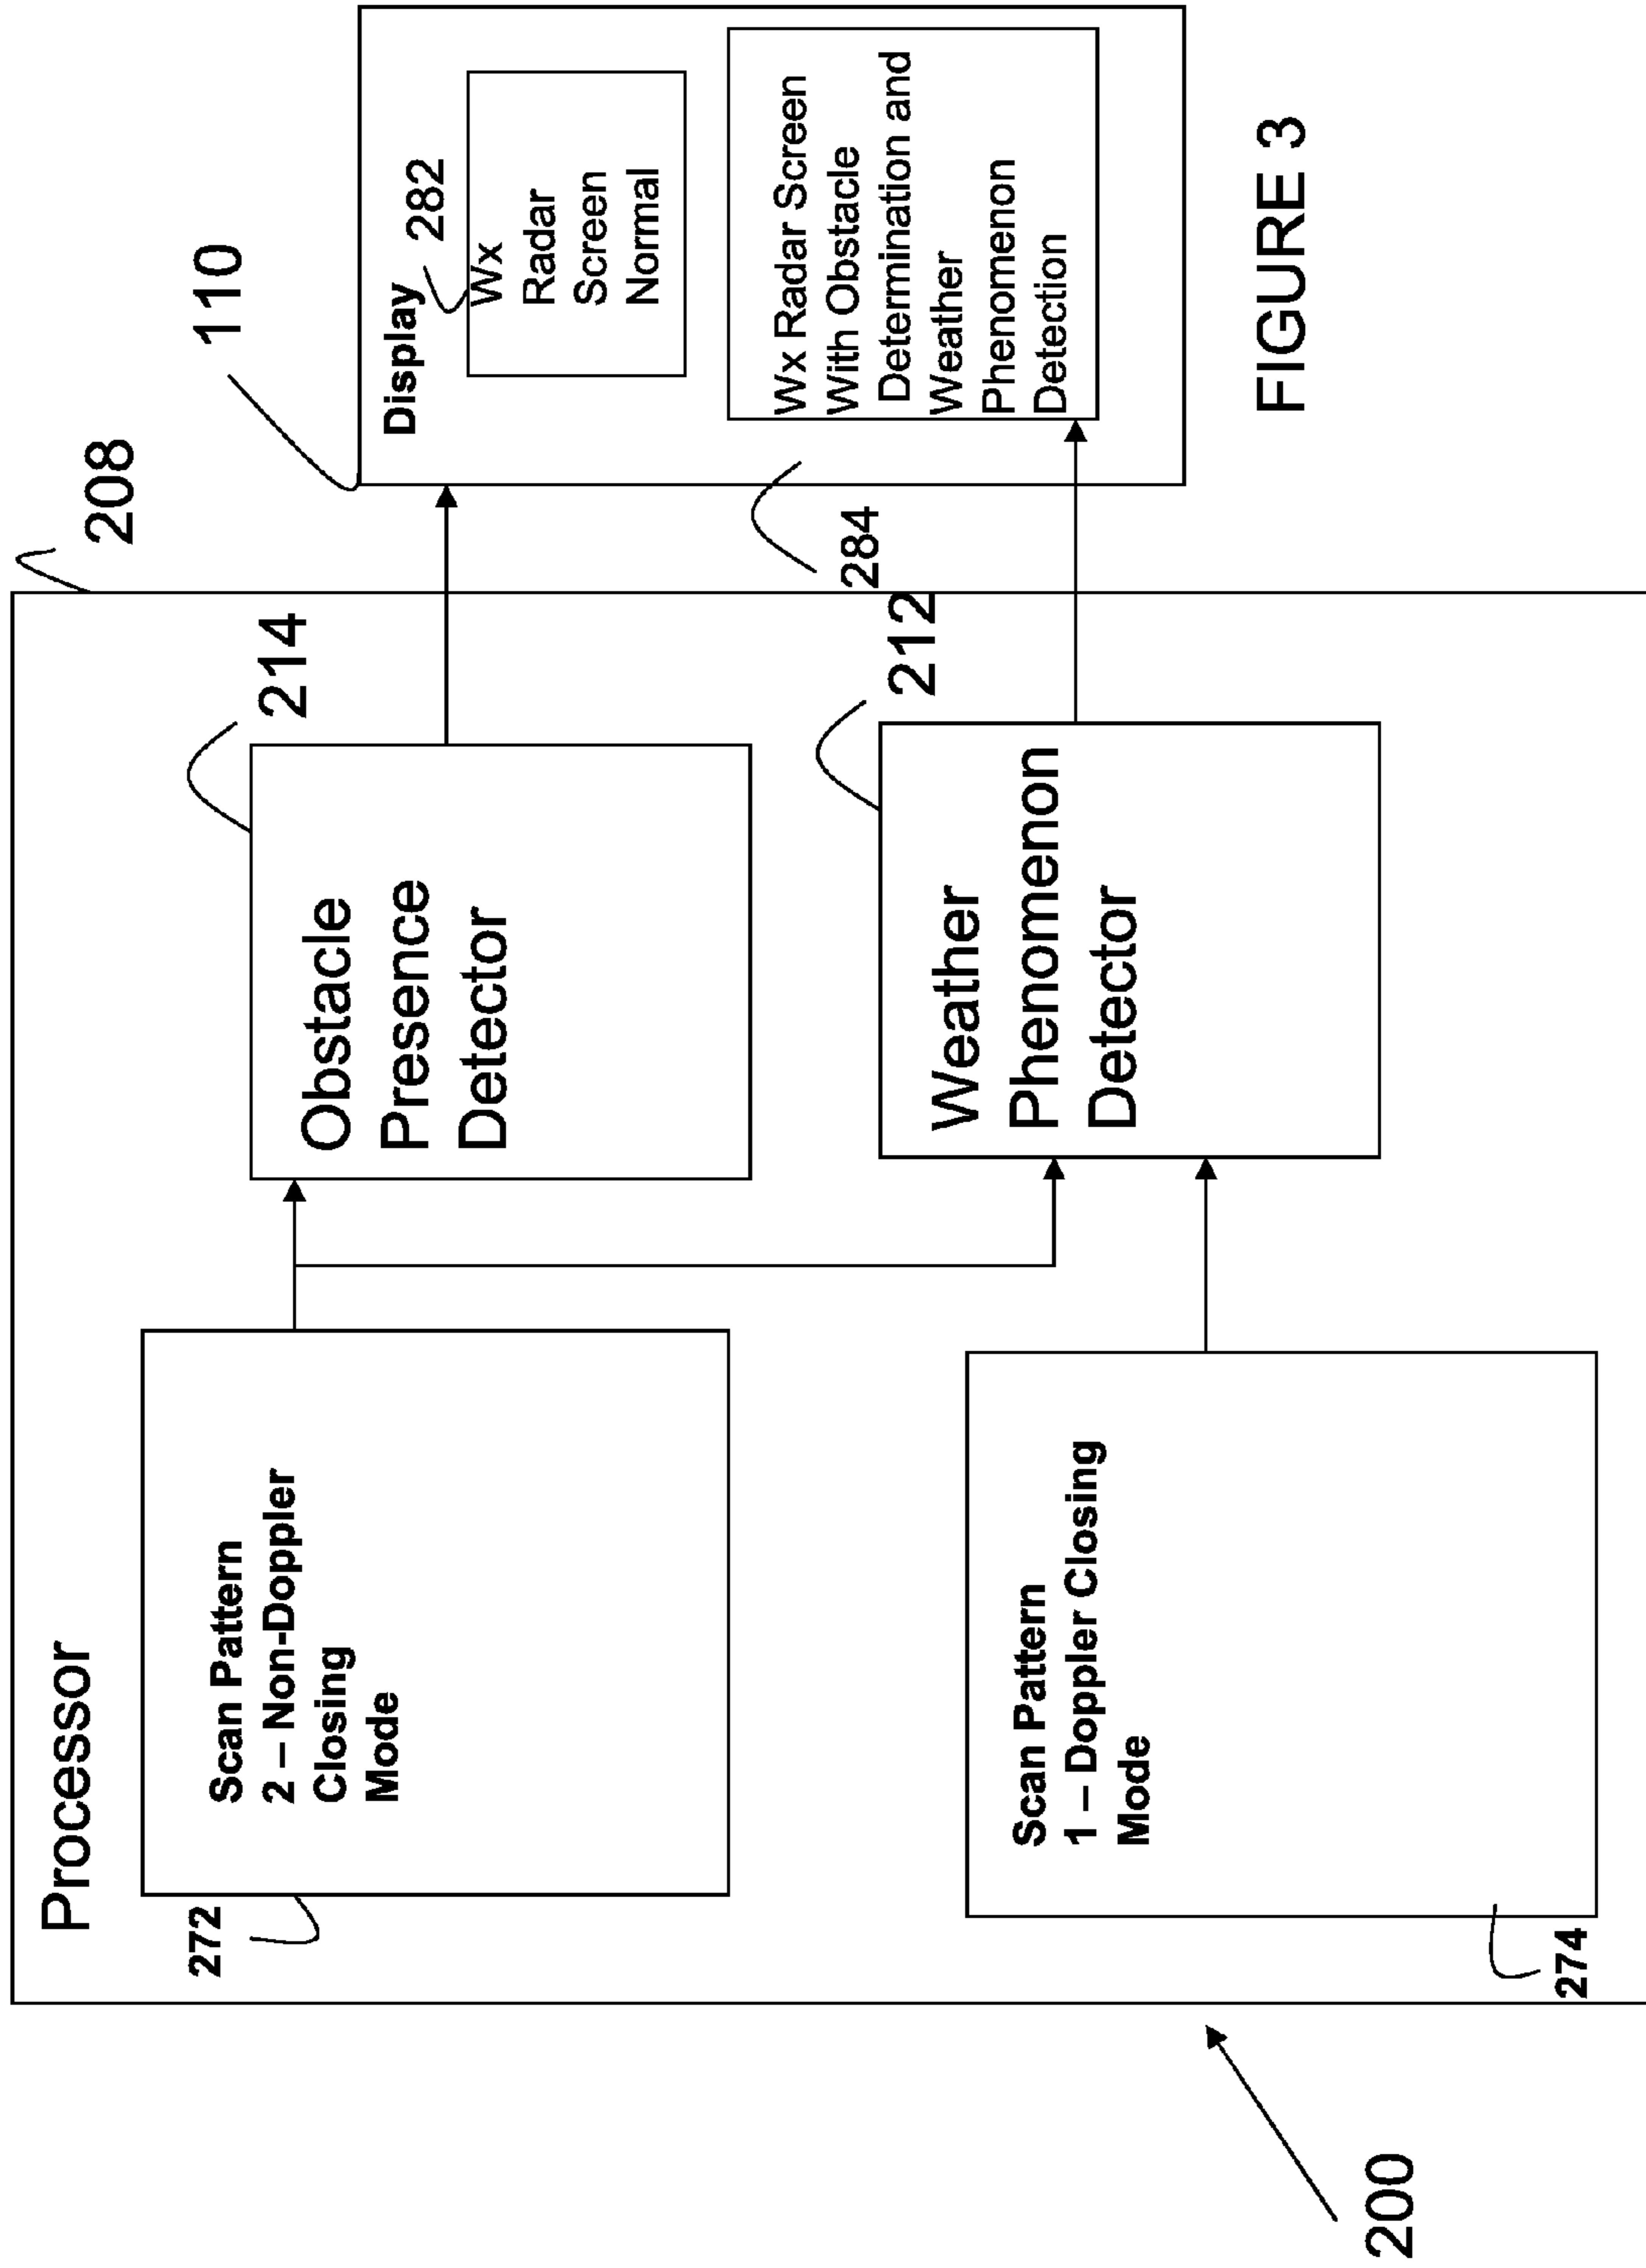 Processor
208
272
Scan Pattern
2 – Non-Doppler
Closing
Mode
214
Obstacle
Presence
Detector
110
Display
282
Wx
Radar
Screen
Normal
284
Wx Radar Screen
With Obstacle
Determination and
Weather
Phenomenon
Detection
Scan Pattern
1 – Doppler Closing
Mode
274
212
Weather
Phenomenon
Detector
200
FIGURE 3